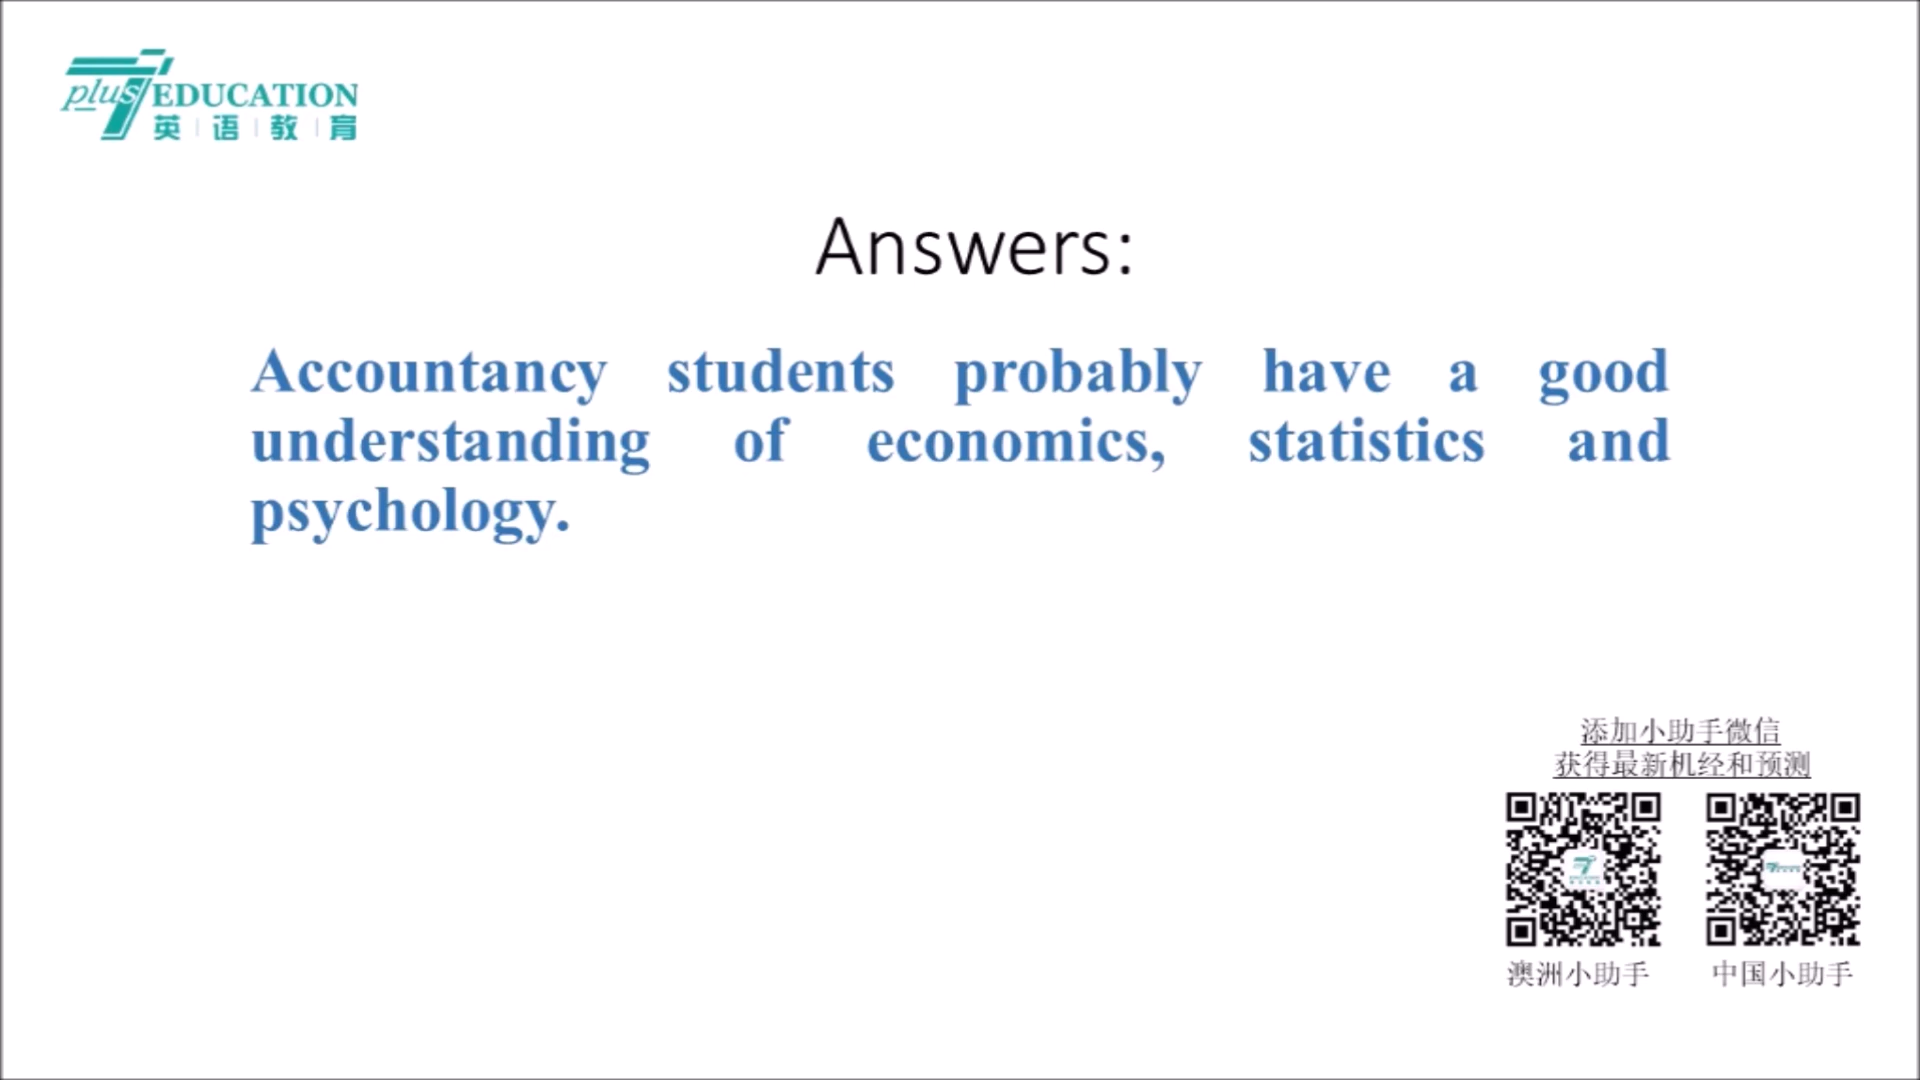 plus 7 EDUCATION
英 语 教 育
Answers:
Accountancy students probably have a good
understanding of economics, statistics and
psychology.
添加小助手微信
获得最新机经和预测
澳洲小助手 中国小助手